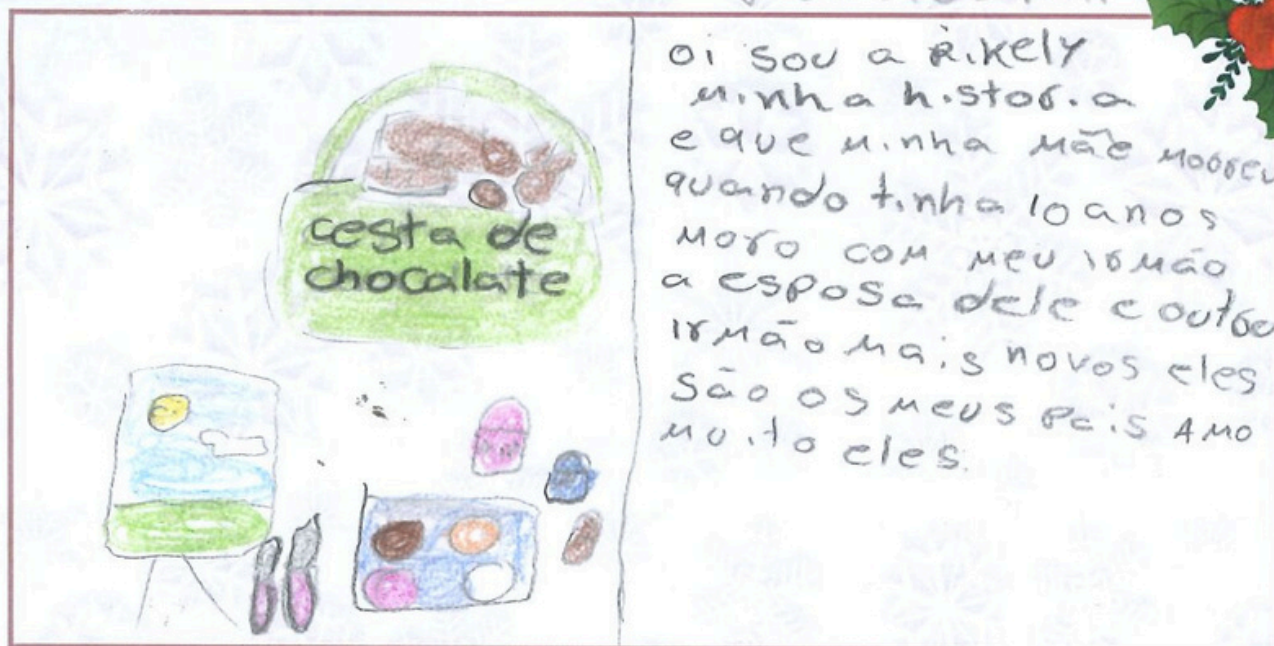 cesta de
chocalate
oi sou a Rikely
minha historia
e que minha mãe morreu
quando tinha 10 anos
moro com meu irmão
a esposa dele e outro
irmão mais novos eles
são os meus pais Amo
muito eles.